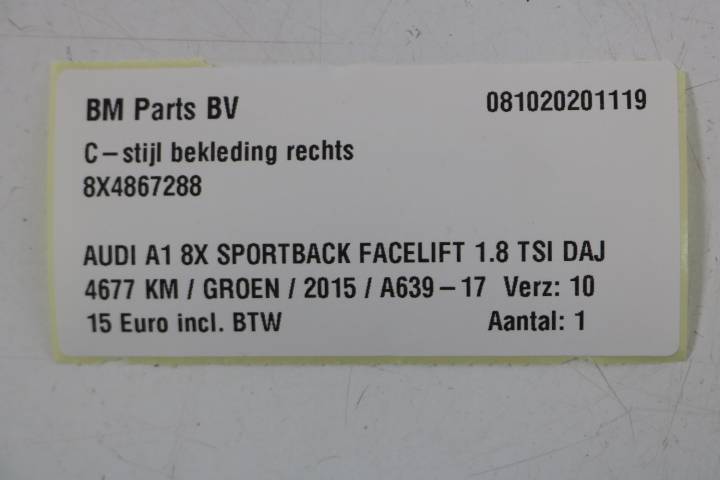 BM Parts BV 081020201119
C-stijl bekleding rechts
8X4867288
AUDI A1 8X SPORTBACK FACELIFT 1.8 TSI DAJ
4677 KM / GROEN / 2015 / A639-17 Verz: 10
15 Euro incl. BTW Aantal: 1